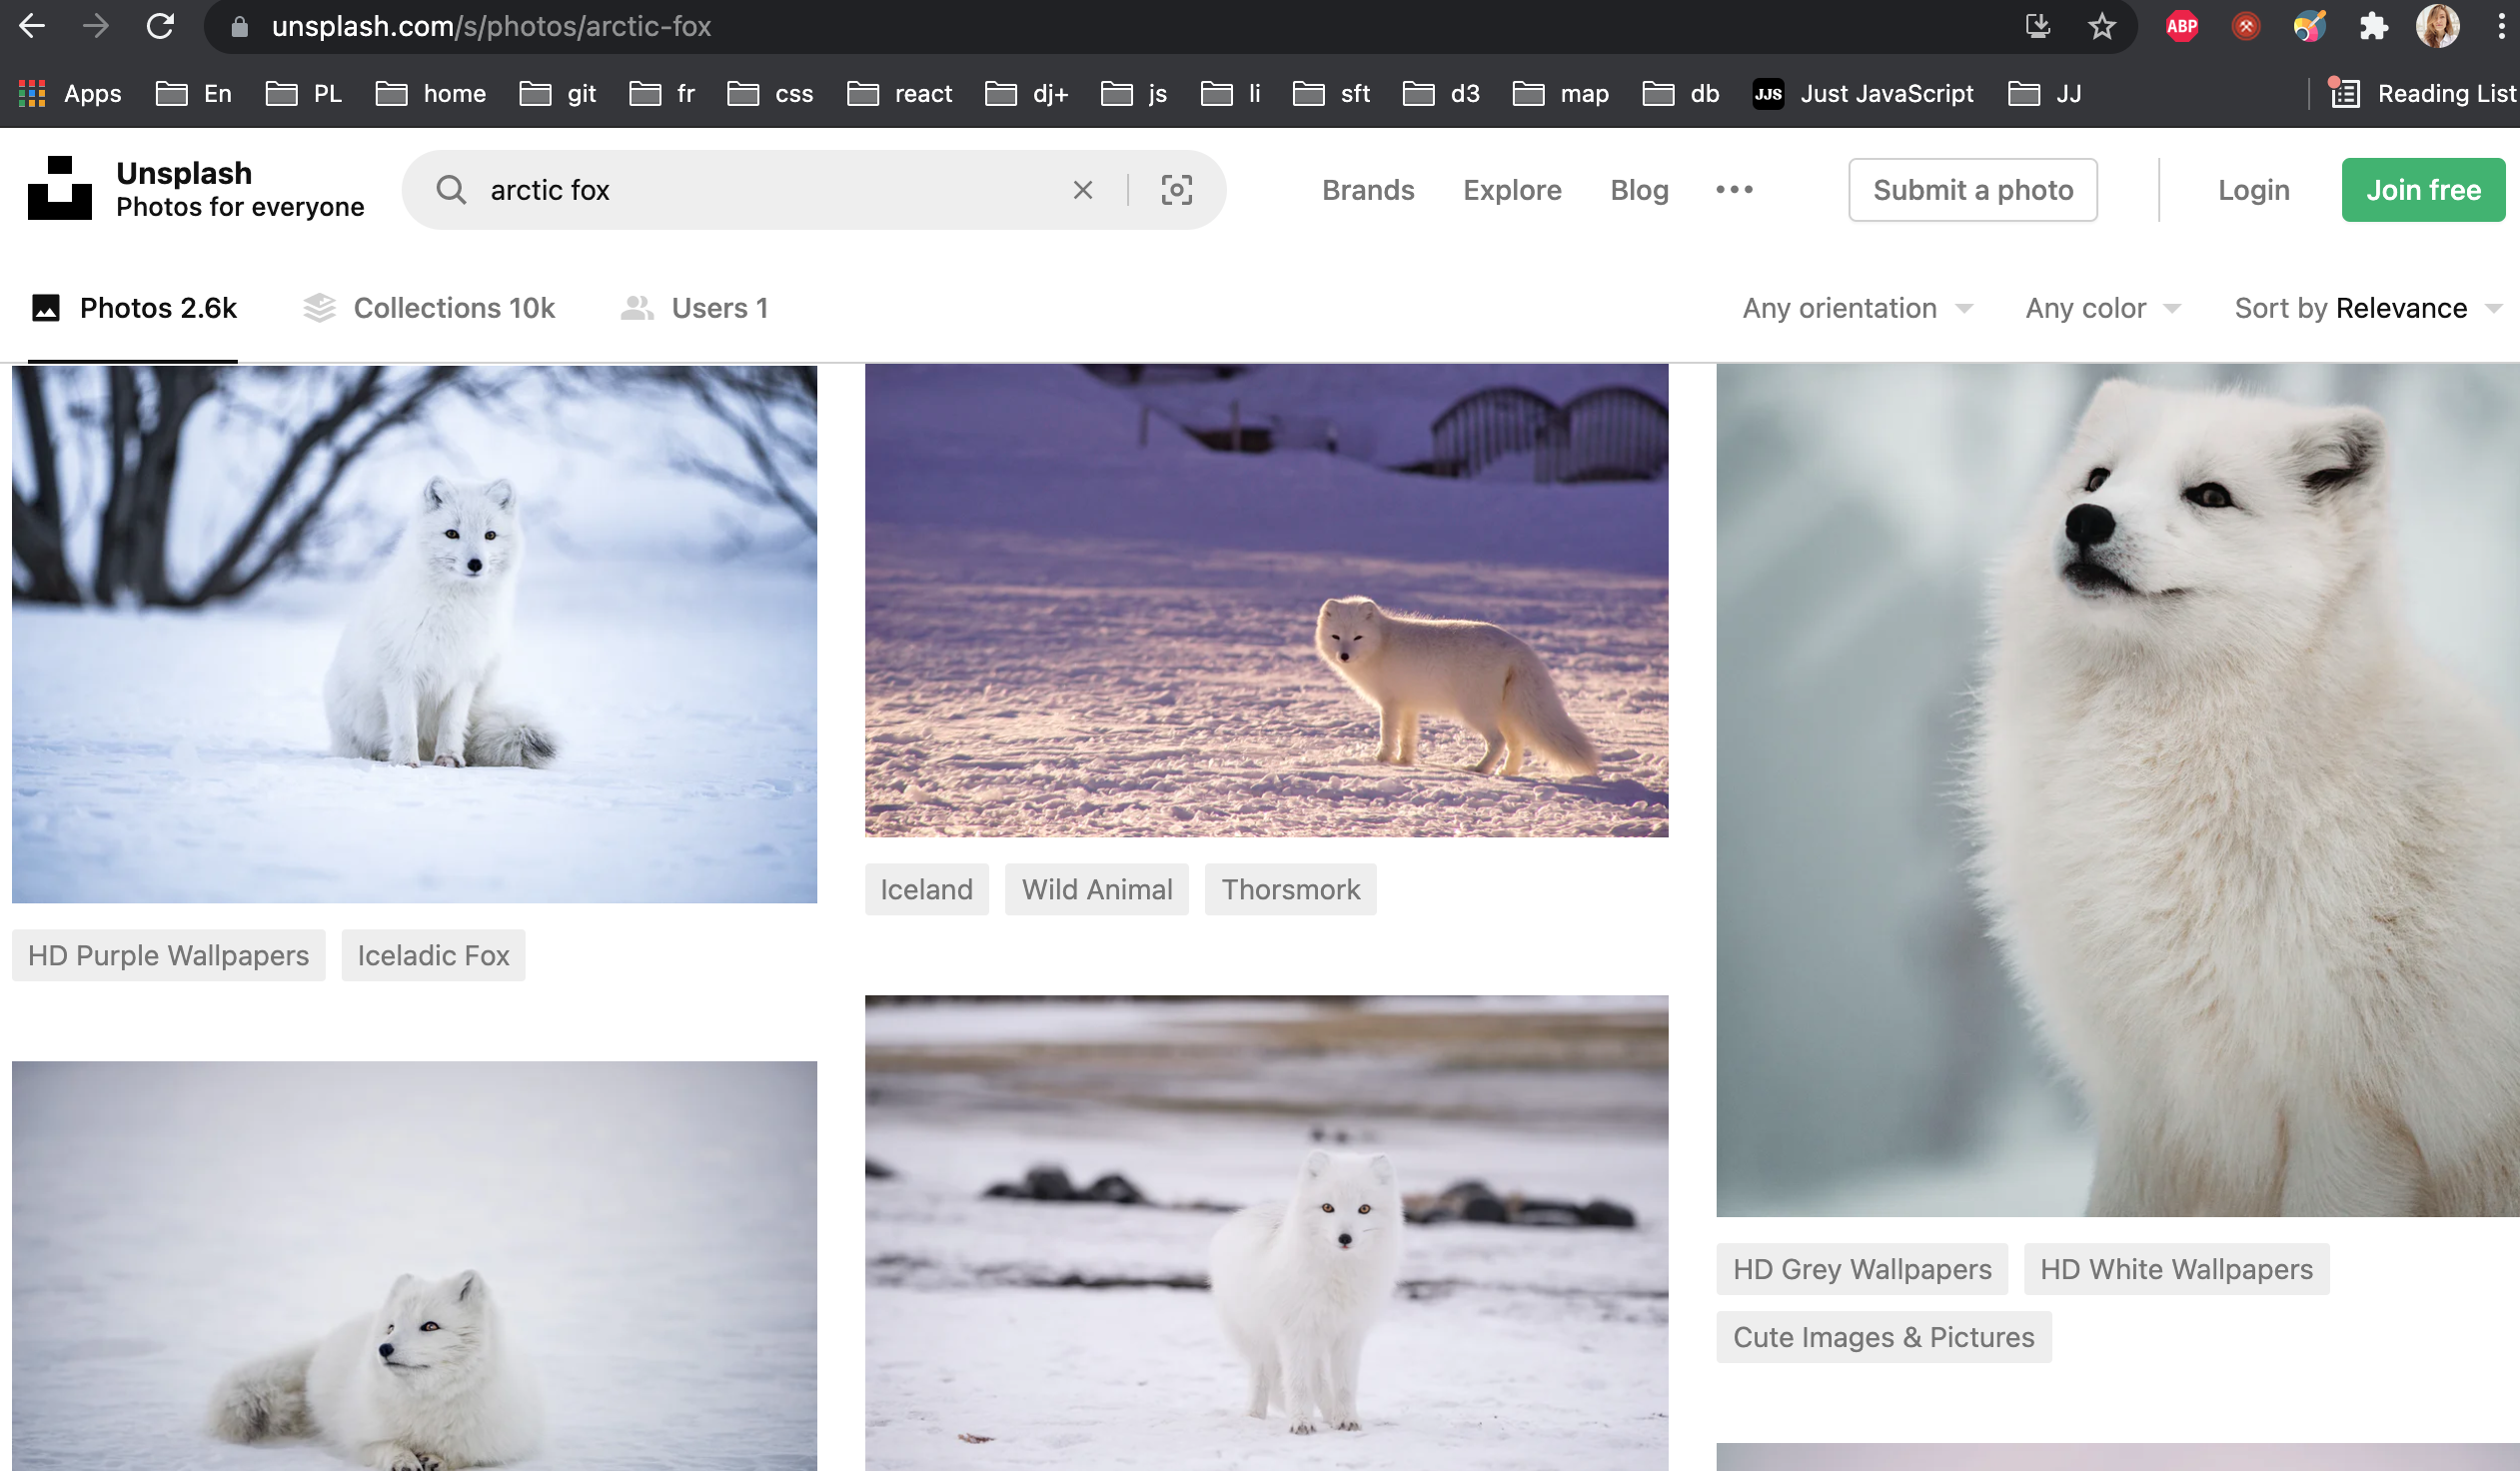 unsplash.com/s/photos/arctic-fox
ABP
Apps En PL home git fr css react dj+ js li sft d3 map db JJS Just JavaScript JJ Reading List
Unsplash
Photos for everyone
arctic fox
Brands Explore Blog ••• Submit a photo Login Join free
Photos 2.6k Collections 10k Users 1 Any orientation Any color Sort by Relevance
Iceland Wild Animal Thorsmork
HD Purple Wallpapers Iceladic Fox
HD Grey Wallpapers HD White Wallpapers
Cute Images & Pictures